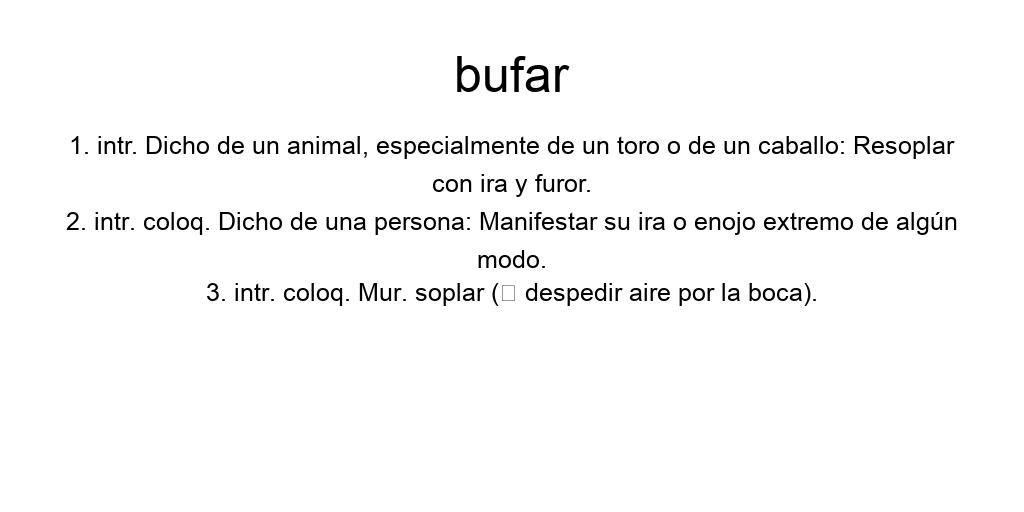 bufar
1. intr. Dicho de un animal, especialmente de un toro o de un caballo: Resoplar
con ira y furor.
2. intr. coloq. Dicho de una persona: Manifestar su ira o enojo extremo de algún
modo.
3. intr. coloq. Mur. soplar (□ despedir aire por la boca).